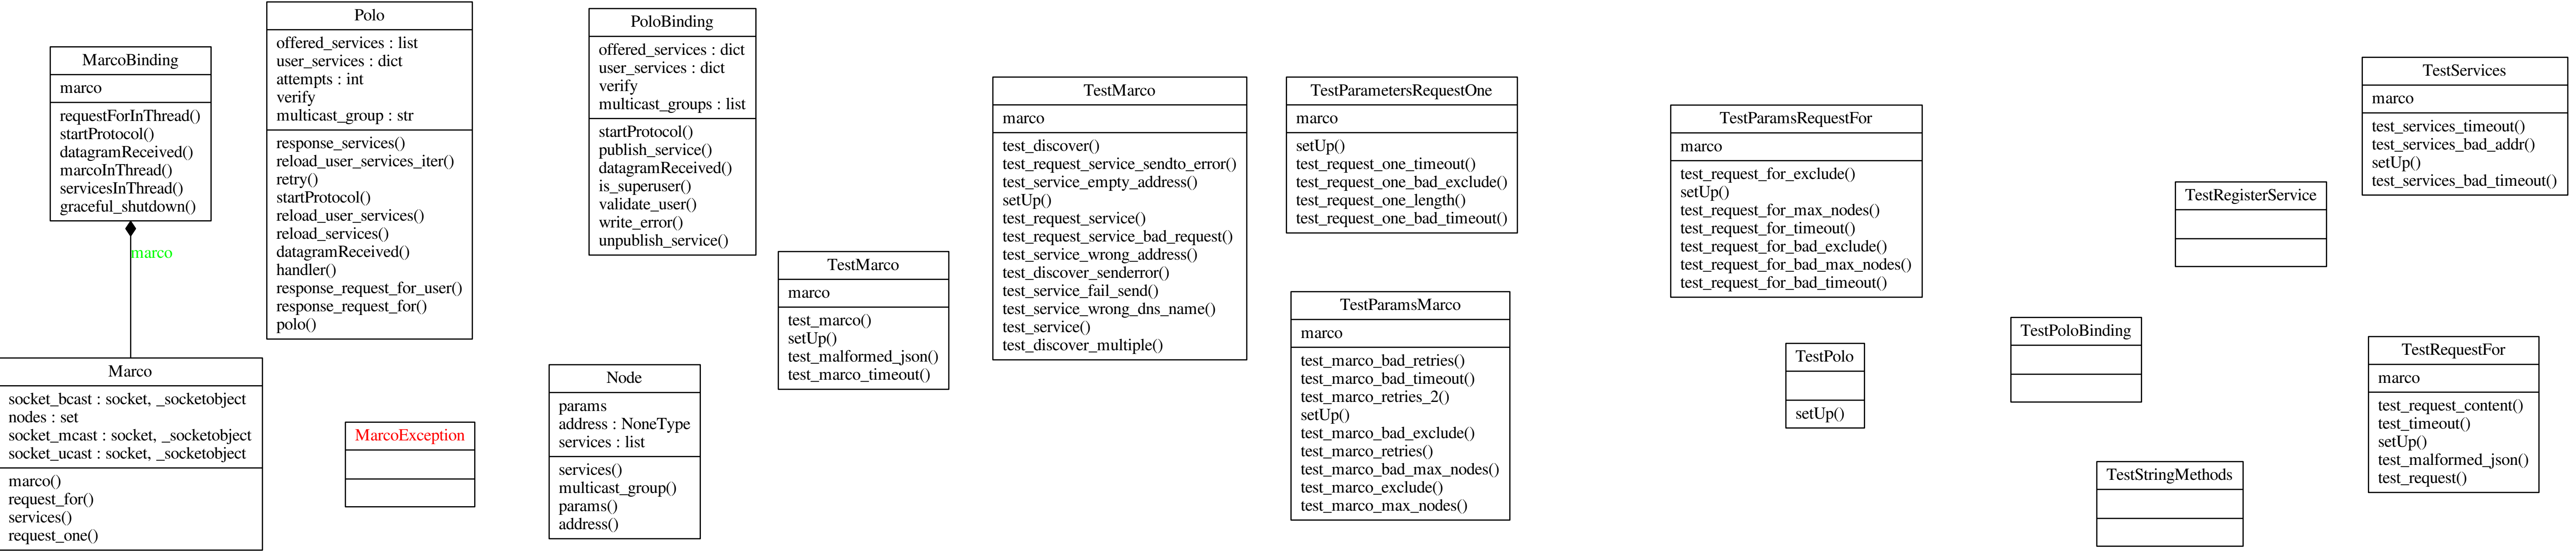 MarcoBinding
marco
requestForInThread()
startProtocol()
datagramReceived()
marcoInThread()
servicesInThread()
graceful_shutdown()
marco
Marco
socket_bcast : socket, _socketobject
nodes : set
socket_mcast : socket, _socketobject
socket_ucast : socket, _socketobject
marco()
request_for()
services()
request_one()
Polo
offered_services : list
user_services : dict
attempts : int
verify
multicast_group : str
response_services()
reload_user_services_iter()
retry()
startProtocol()
reload_user_services()
reload_services()
datagramReceived()
handler()
response_request_for_user()
response_request_for()
polo()
MarcoException
PoloBinding
offered_services : dict
user_services : dict
verify
multicast_groups : list
startProtocol()
publish_service()
datagramReceived()
is_superuser()
validate_user()
write_error()
unpublish_service()
Node
params
address : NoneType
services : list
services()
multicast_group()
params()
address()
TestMarco
marco
test_marco()
setUp()
test_malformed_json()
test_marco_timeout()
TestMarco
marco
test_discover()
test_request_service_sendto_error()
test_service_empty_address()
setUp()
test_request_service()
test_request_service_bad_request()
test_service_wrong_address()
test_discover_senderror()
test_service_fail_send()
test_service_wrong_dns_name()
test_service()
test_discover_multiple()
TestParametersRequestOne
marco
setUp()
test_request_one_timeout()
test_request_one_bad_exclude()
test_request_one_length()
test_request_one_bad_timeout()
TestParamsMarco
marco
test_marco_bad_retries()
test_marco_bad_timeout()
test_marco_retries_2()
setUp()
test_marco_bad_exclude()
test_marco_retries()
test_marco_bad_max_nodes()
test_marco_exclude()
test_marco_max_nodes()
TestParamsRequestFor
marco
test_request_for_exclude()
setUp()
test_request_for_max_nodes()
test_request_for_timeout()
test_request_for_bad_exclude()
test_request_for_bad_max_nodes()
test_request_for_bad_timeout()
TestPolo
setUp()
TestPoloBinding
TestRegisterService
TestStringMethods
TestServices
marco
test_services_timeout()
test_services_bad_addr()
setUp()
test_services_bad_timeout()
TestRequestFor
marco
test_request_content()
test_timeout()
setUp()
test_malformed_json()
test_request()